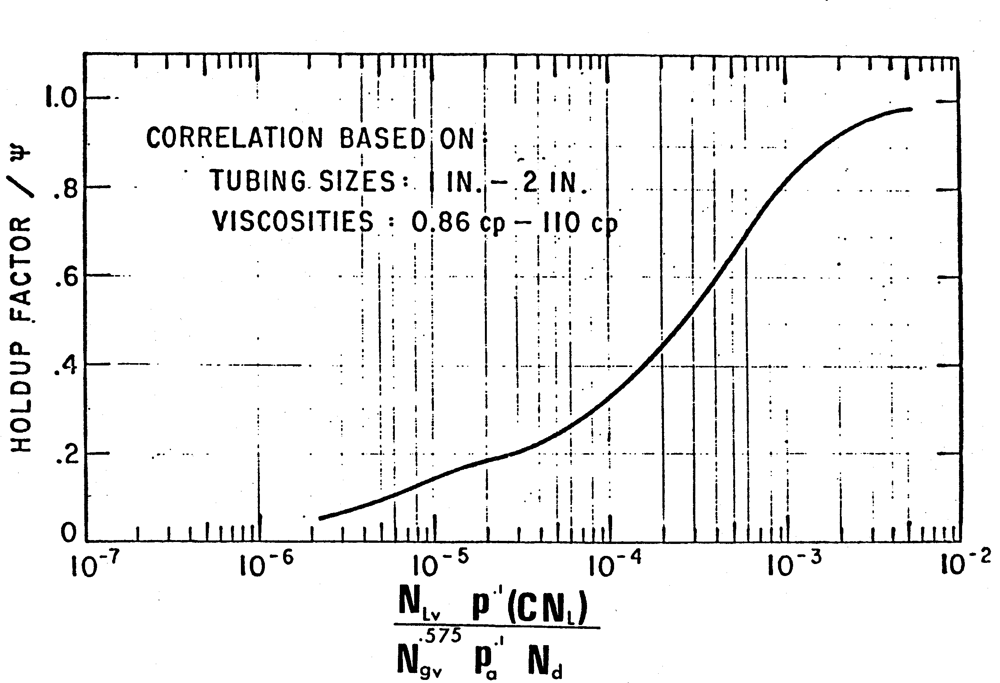 HOLDUP FACTOR / ψ
1.0
.8
.6
.4
.2
0
CORRELATION BASED ON:
TUBING SIZES: 1 IN. – 2 IN.
VISCOSITIES : 0.86 cp – 110 cp
10⁻⁷ 10⁻⁶ 10⁻⁵ 10⁻⁴ 10⁻³ 10⁻²
N_Lv p^.1 (CN_L)
N_gv^.575 p_a^.1 N_d